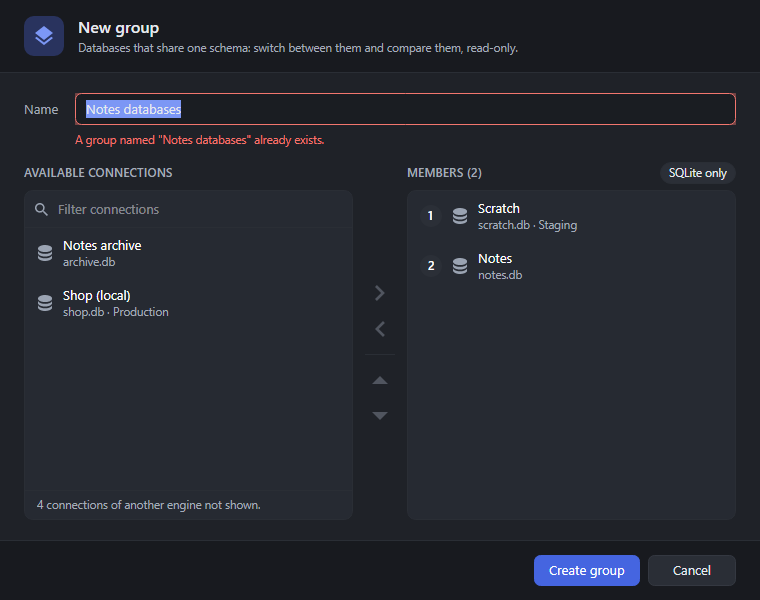 New group
Databases that share one schema: switch between them and compare them, read-only.
Name
Notes databases
A group named "Notes databases" already exists.
AVAILABLE CONNECTIONS
Filter connections
Notes archive
archive.db
Shop (local)
shop.db · Production
4 connections of another engine not shown.
MEMBERS (2)
SQLite only
1
Scratch
scratch.db · Staging
2
Notes
notes.db
Create group
Cancel